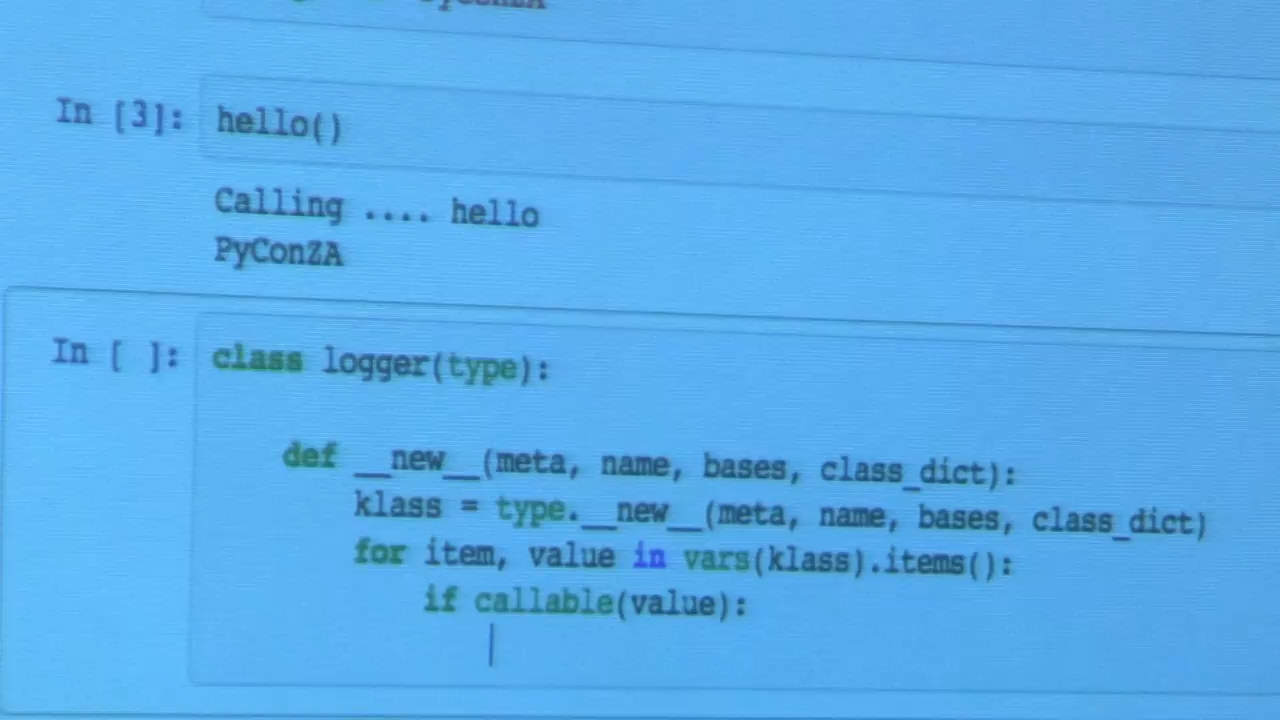 PyConZA
In [3]: hello()
Calling .... hello
PyConZA
In [ ]: class logger(type):
def __new__(meta, name, bases, class_dict):
klass = type.__new__(meta, name, bases, class_dict)
for item, value in vars(klass).items():
if callable(value):